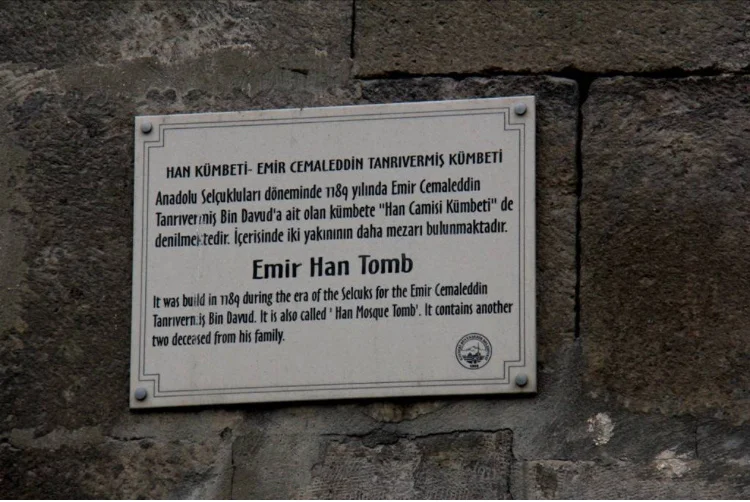 HAN KÜMBETİ- EMİR CEMALEDDİN TANRIVERMİŞ KÜMBETİ
Anadolu Selçukluları döneminde 1189 yılında Emir Cemaleddin
Tanrıvermiş Bin Davud'a ait olan kümbete "Han Camisi Kümbeti" de
denilmektedir. İçerisinde iki yakınının daha mezarı bulunmaktadır.
Emir Han Tomb
It was build in 1189 during the era of the Selcuks for the Emir Cemaleddin
Tanrıvermiş Bin Davud. It is also called ' Han Mosque Tomb'. It contains another
two deceased from his family.